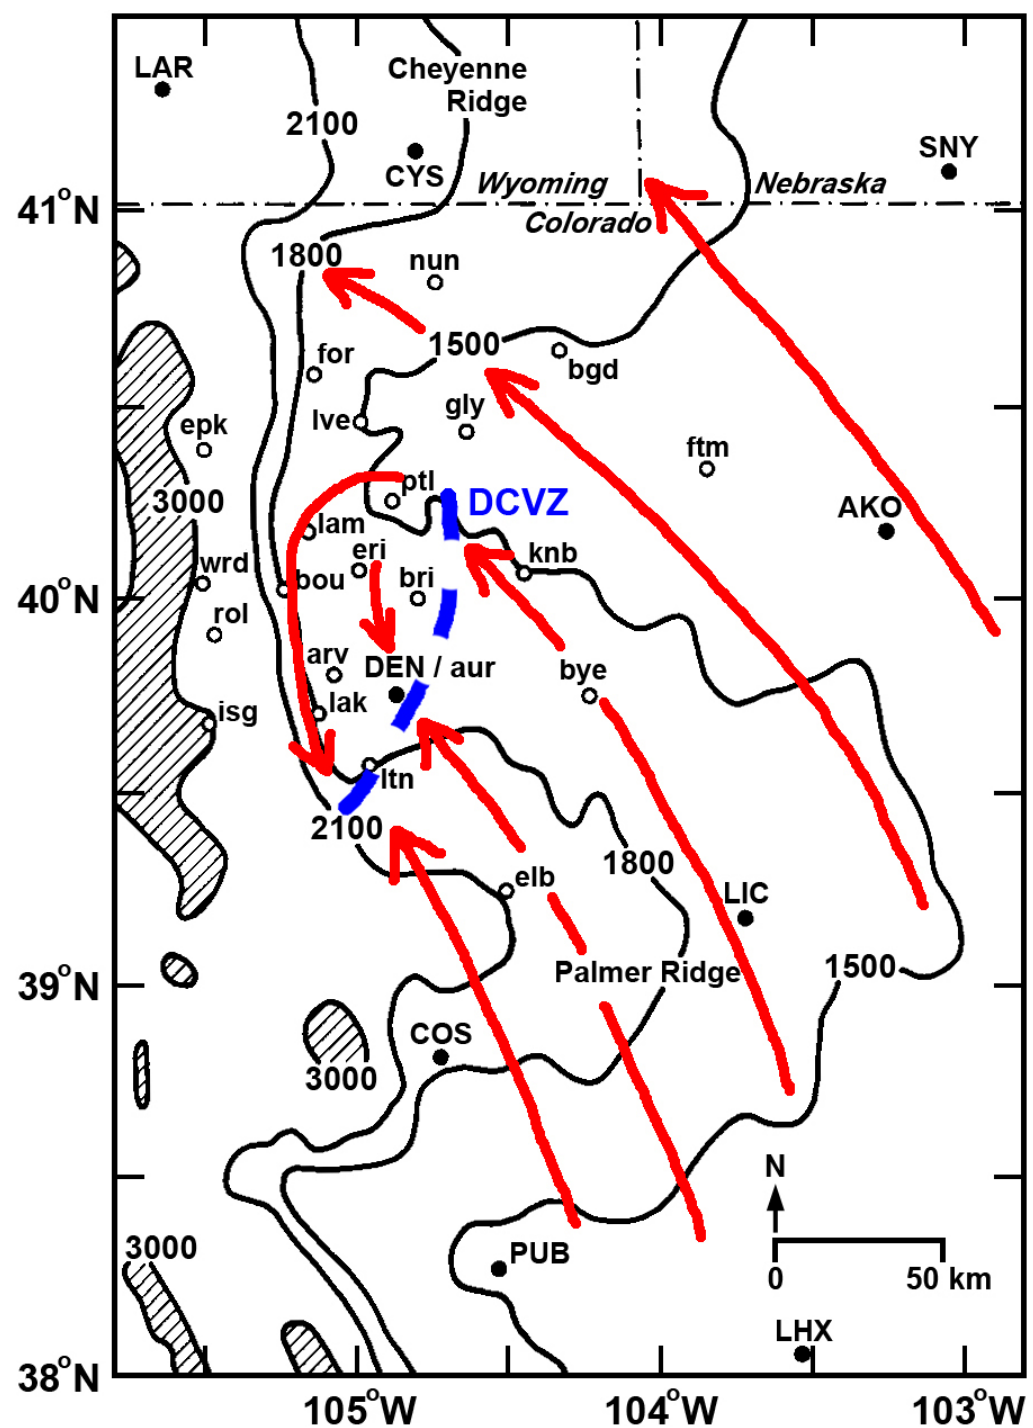 LAR
Cheyenne
Ridge
2100
SNY
CYS
Wyoming
Nebraska
41°N
Colorado
1800
nun
1500
for
bgd
gly
lve
epk
ftm
3000
ptl
DCVZ
AKO
lam
eri
knb
wrd
bou
bri
40°N
rol
arv
DEN / aur
bye
isg
lak
ltn
2100
1800
elb
LIC
Palmer Ridge
1500
39°N
COS
3000
N
3000
PUB
0
50 km
LHX
38°N
105°W
104°W
103°W